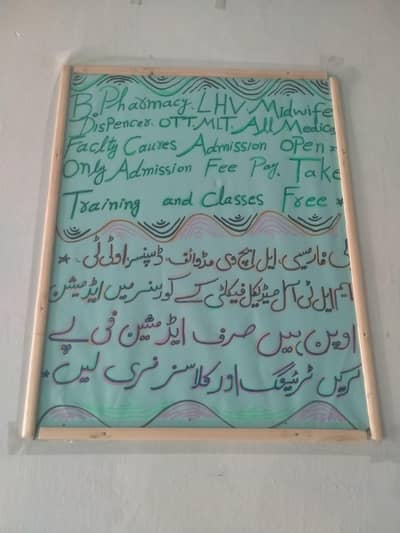 B. Pharmacy. LHV. Midwife
Dispencer. OTT. MLT. All Medical
Faclty Caures Admission open
Only Admission Fee Pay. Take
Training and Classes Free *
بی فارمیسی، ایل ایچ وی مڈوائف، ڈسپنسر، او ٹی ٹی، *
ایم ایل ٹی آل میڈیکل فیکلٹی کے کورسز میں ایڈمیشن
اوپن ہیں صرف ایڈمیشن فی پے
کریں ٹریننگ اور کلاسز فری لیں *